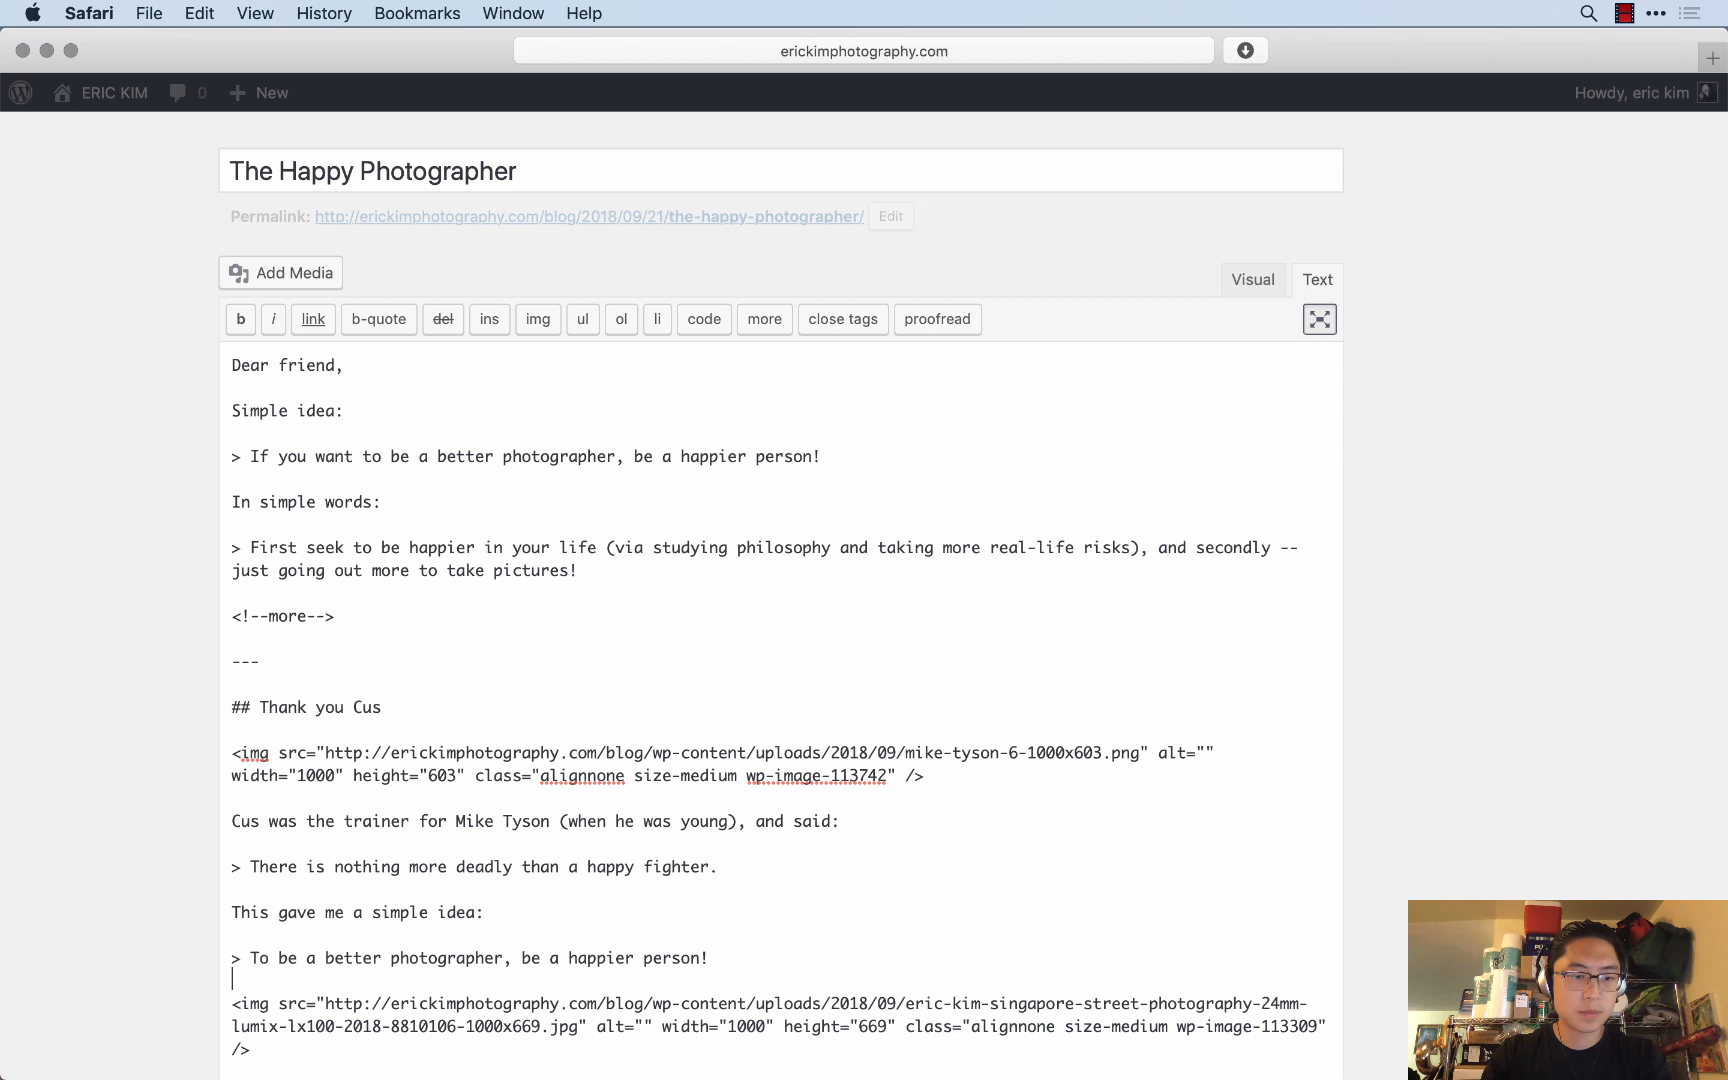 Safari File Edit View History Bookmarks Window Help
erickimphotography.com
ERIC KIM 0 New Howdy, eric kim
The Happy Photographer
Permalink: http://erickimphotography.com/blog/2018/09/21/the-happy-photographer/ Edit
Add Media
Visual Text
b i link b-quote del ins img ul ol li code more close tags proofread
Dear friend,
Simple idea:
> If you want to be a better photographer, be a happier person!
In simple words:
> First seek to be happier in your life (via studying philosophy and taking more real-life risks), and secondly --
just going out more to take pictures!
<!--more-->
---
## Thank you Cus
<img src="http://erickimphotography.com/blog/wp-content/uploads/2018/09/mike-tyson-6-1000x603.png" alt=""
width="1000" height="603" class="alignnone size-medium wp-image-113742" />
Cus was the trainer for Mike Tyson (when he was young), and said:
> There is nothing more deadly than a happy fighter.
This gave me a simple idea:
> To be a better photographer, be a happier person!
<img src="http://erickimphotography.com/blog/wp-content/uploads/2018/09/eric-kim-singapore-street-photography-24mm-
lumix-lx100-2018-8810106-1000x669.jpg" alt="" width="1000" height="669" class="alignnone size-medium wp-image-113309"
/>